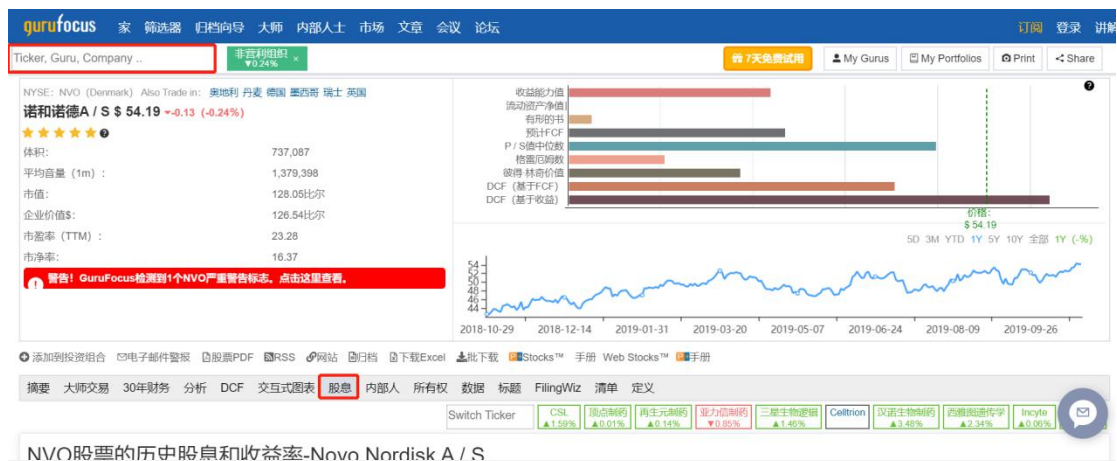 gurufocus 家 筛选器 归档向导 大师 内部人士 市场 文章 会议 论坛 订阅 登录 讲解
Ticker, Guru, Company .. 非营利组织 × ▼0.24% 7天免费试用 My Gurus My Portfolios Print Share
NYSE: NVO (Denmark) Also Trade in: 奥地利 丹麦 德国 墨西哥 瑞士 英国
诺和诺德A / S $ 54.19 -0.13 (-0.24%)
体积: 737,087
平均音量 (1m) : 1,379,398
市值: 128.05比尔
企业价值$: 126.54比尔
市盈率 (TTM) : 23.28
市净率: 16.37
警告! GuruFocus检测到1个NVO严重警告标志。点击这里查看。
收益能力值
流动资产净值
有形的书
预计FCF
P / S值中位数
格雷厄姆数
彼得·林奇价值
DCF (基于FCF)
DCF (基于收益)
价格:
$ 54.19
5D 3M YTD 1Y 5Y 10Y 全部 1Y (-%)
54
52
50
48
46
44
2018-10-29 2018-12-14 2019-01-31 2019-03-20 2019-05-07 2019-06-24 2019-08-09 2019-09-26
添加到投资组合 电子邮件警报 股票PDF RSS 网站 归档 下载Excel 批下载 Stocks™ 手册 Web Stocks™ 手册
摘要 大师交易 30年财务 分析 DCF 交互式图表 股息 内部人 所有权 数据 标题 FilingWiz 清单 定义
Switch Ticker CSL 顶点制药 再生元制药 亚力信制药 三星生物逻辑 Celltrion 汉诺生物制药 西雅图遗传学 Incyte
▲1.59% ▲0.01% ▲0.14% ▼0.85% ▲1.46% ▲3.48% ▲2.34% ▲0.06%
NVO股票的历史股息和收益率-Novo Nordisk A / S